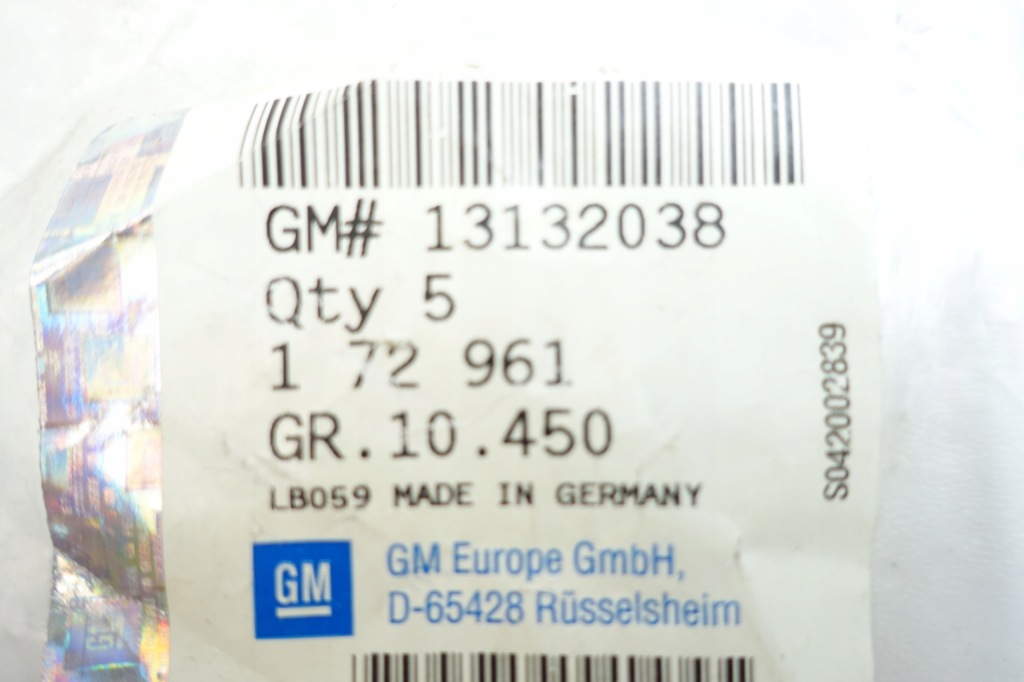 GM# 13132038
Qty 5
1 72 961
GR.10.450
LB059 MADE IN GERMANY
GM
GM Europe GmbH,
D-65428 Rüsselsheim
S042002839